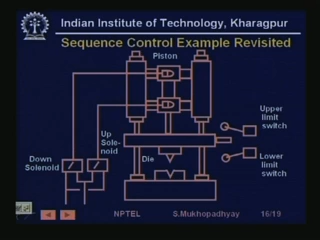 Indian Institute of Technology, Kharagpur
Sequence Control Example Revisited
Piston
Upper
limit
switch
Up
Sole-
noid
Down
Solenoid
Die
Lower
limit
switch
NPTEL
S.Mukhopadhyay
16/19